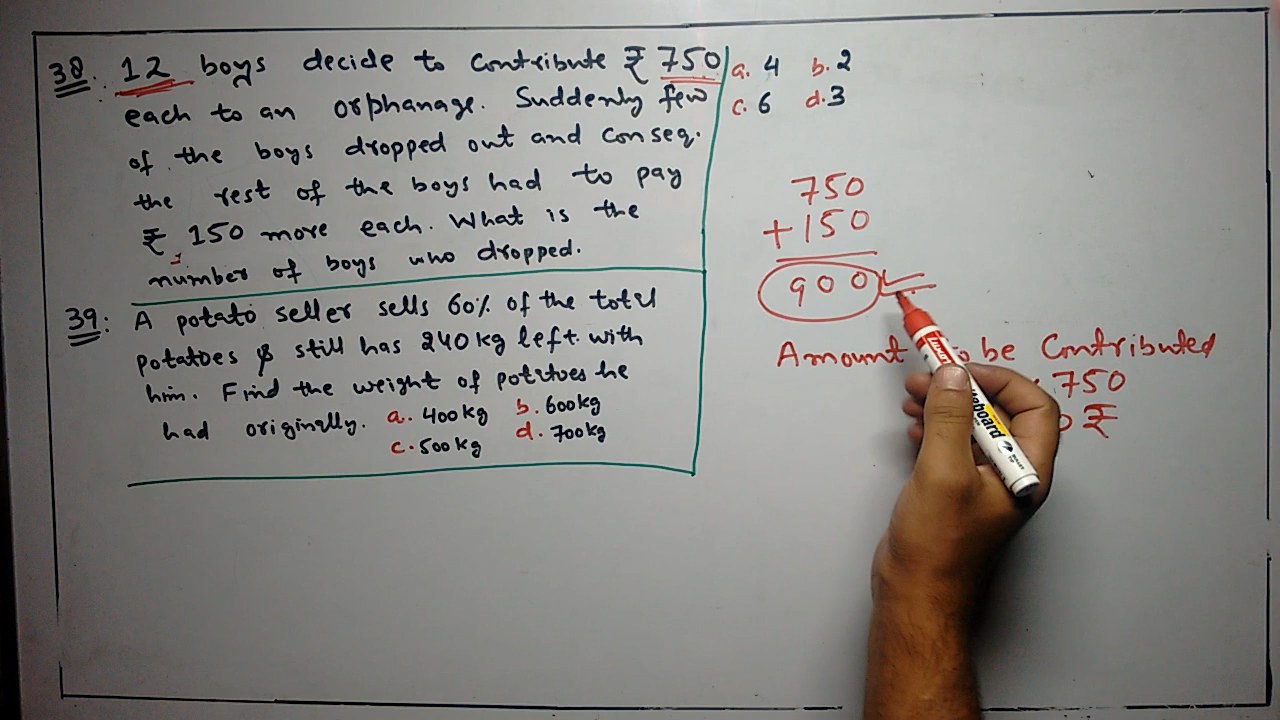 38. 12 boys decide to Contribute ₹ 750
each to an orphanage. Suddenly few
of the boys dropped out and conseq.
the rest of the boys had to pay
₹ 150 more each. What is the
number of boys who dropped.
a. 4 b. 2
c. 6 d. 3
39: A potato seller sells 60% of the total
potatoes & still has 240 kg left with
him. Find the weight of potatoes he
had originally. a. 400kg b. 600kg
c. 500kg d. 700kg
750
+150
900
Amount to be Contributed
750
0 ₹